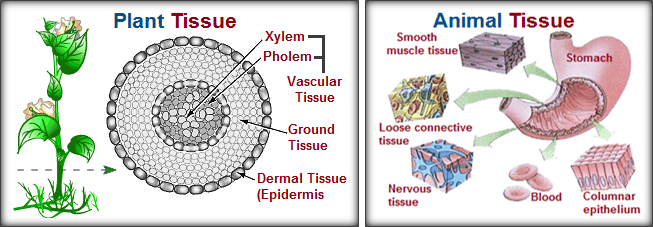 Plant Tissue
Xylem
Pholem
Vascular
Tissue
Ground
Tissue
Dermal Tissue
(Epidermis
Animal Tissue
Smooth
muscle tissue
Stomach
Loose connective
tissue
Nervous
tissue
Blood
Columnar
epithelium